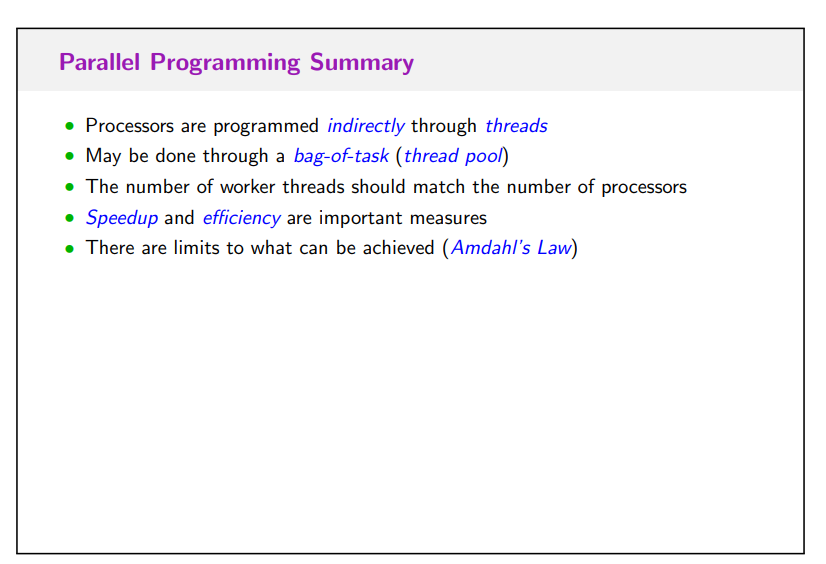 Parallel Programming Summary
• Processors are programmed indirectly through threads
• May be done through a bag-of-task (thread pool)
• The number of worker threads should match the number of processors
• Speedup and efficiency are important measures
• There are limits to what can be achieved (Amdahl's Law)